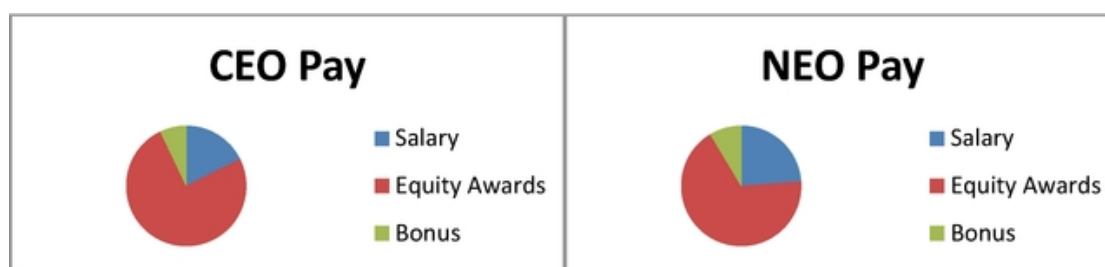 CEO Pay
Salary
Equity Awards
Bonus
NEO Pay
Salary
Equity Awards
Bonus